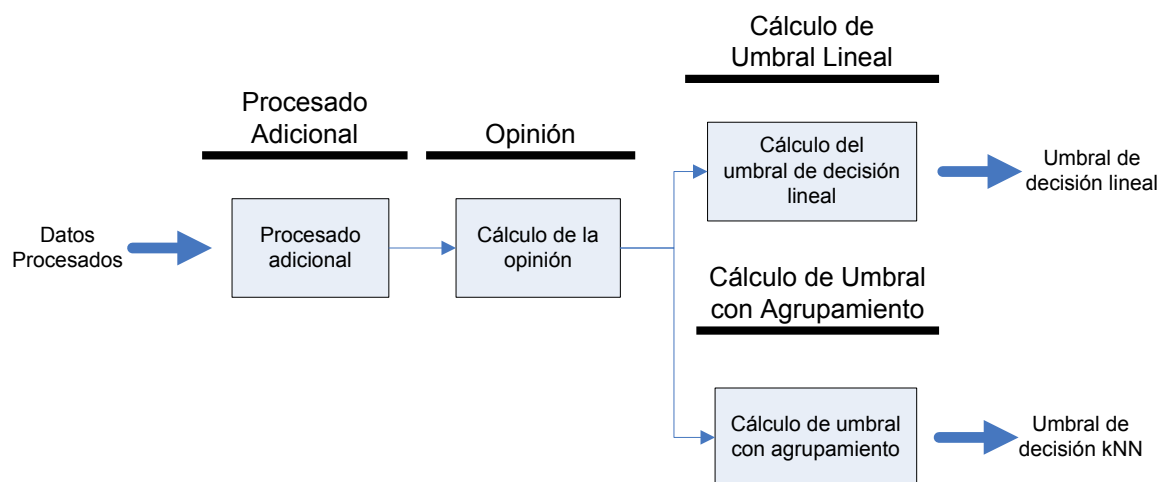 Cálculo de
Umbral Lineal
Procesado
Adicional
Opinión
Cálculo del
umbral de decisión
lineal
Umbral de
decisión lineal
Datos
Procesados
Procesado
adicional
Cálculo de la
opinión
Cálculo de Umbral
con Agrupamiento
Cálculo de umbral
con agrupamiento
Umbral de
decisión kNN